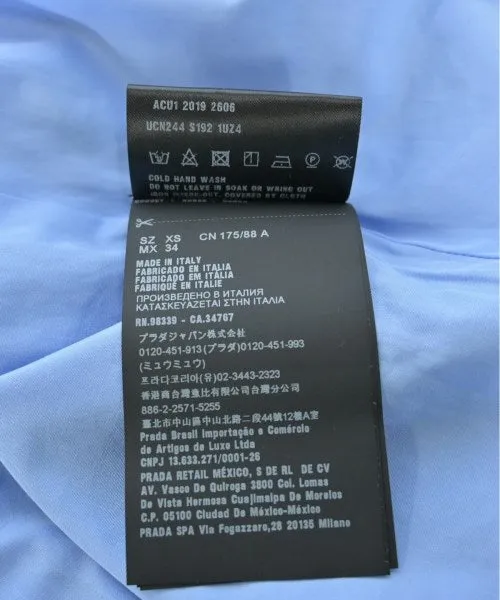 ACU1 2019 2606
UCN244 S192 1UZ4
COLD HAND WASH
DO NOT LEAVE IN SOAK OR WRING OUT
COVERED BY CLOTH
SZ XS CN 175/88 A
MX 34
MADE IN ITALY
FABRICADO EN ITALIA
FABRICADO EM ITÁLIA
FABRIQUÉ EN ITALIE
ПРОИЗВЕДЕНО В ИТАЛИЯ
ΚΑΤΑΣΚΕΥΑΖΕΤΑΙ ΣΤΗΝ ΙΤΑΛΙΑ
RN.98339 - CA.34767
プラダジャパン株式会社
0120-451-913 (プラダ) 0120-451-993
(ミュウミュウ)
프라다코리아(유) 02-3443-2323
香港商台灣普拉達股份有限公司台灣分公司
886-2-2571-5255
臺北市中山區中山北路二段44號12樓A室
Prada Brasil Importação e Comércio
de Artigos de Luxo Ltda
CNPJ 13.633.271/0001-26
PRADA RETAIL MÉXICO, S DE RL DE CV
AV. Vasco De Quiroga 3800 Col. Lomas
De Vista Hermosa Cuajimalpa De Morelos
C.P. 05100 Ciudad De México-México
PRADA SPA Via Fogazzaro,28 20135 Milano